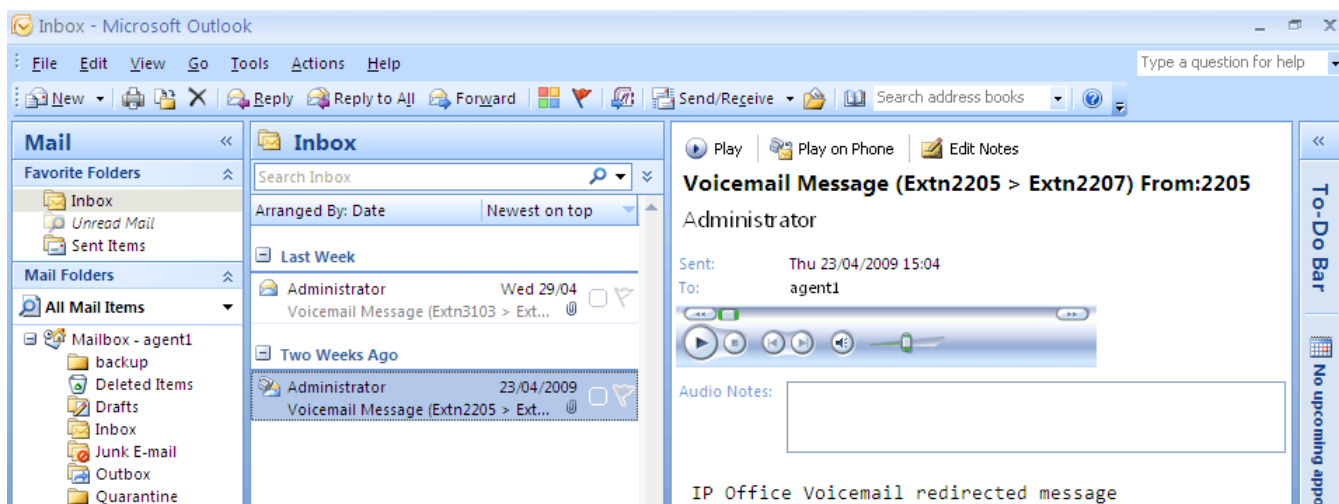 Inbox - Microsoft Outlook
File Edit View Go Tools Actions Help
Type a question for help
New Reply Reply to All Forward Send/Receive Search address books
Mail
Favorite Folders
Inbox
Unread Mail
Sent Items
Mail Folders
All Mail Items
Mailbox - agent1
backup
Deleted Items
Drafts
Inbox
Junk E-mail
Outbox
Quarantine
Inbox
Search Inbox
Arranged By: Date Newest on top
Last Week
Administrator Wed 29/04
Voicemail Message (Extn3103 > Ext...
Two Weeks Ago
Administrator 23/04/2009
Voicemail Message (Extn2205 > Ext...
Play Play on Phone Edit Notes
Voicemail Message (Extn2205 > Extn2207) From:2205
Administrator
Sent: Thu 23/04/2009 15:04
To: agent1
Audio Notes:
IP Office Voicemail redirected message
To-Do Bar
No upcoming appo